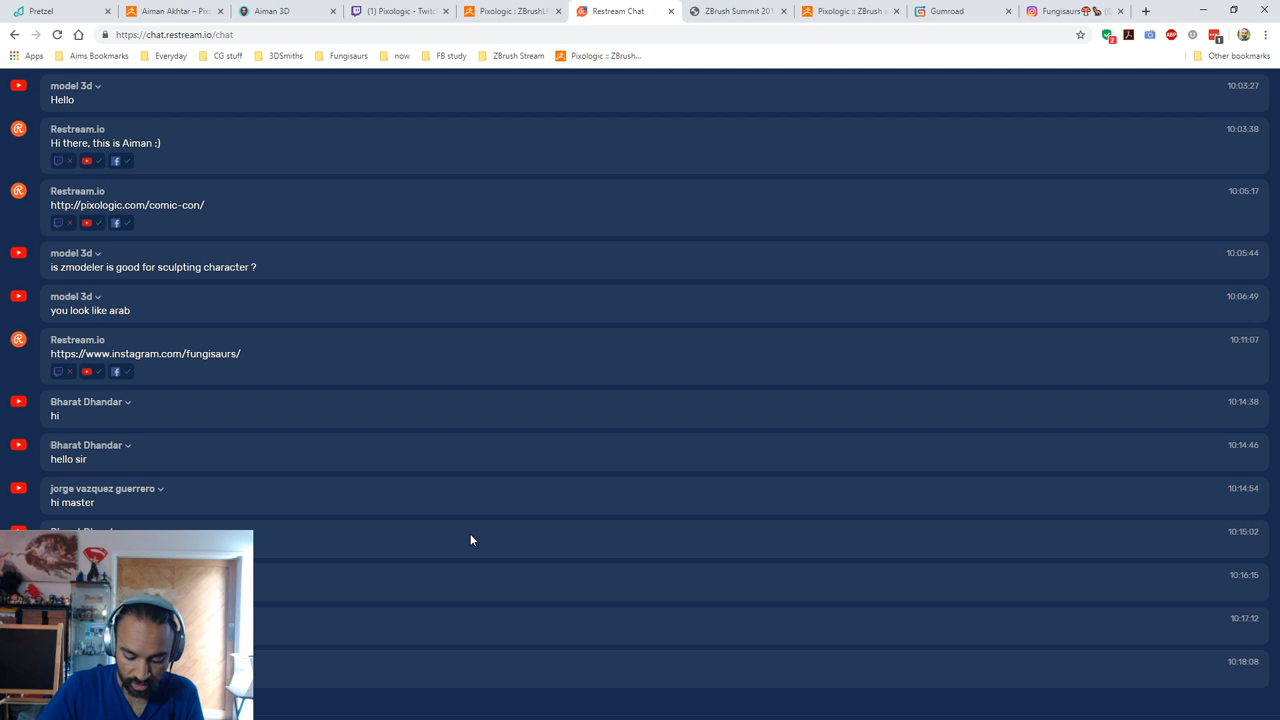 Pretzel
Aiman Akhtar – Pix
Aiman 3D
(1) Pixologic - Twitc
Pixologic : ZBrushL
Restream Chat
ZBrush Summit 201
Pixologic :: ZBrush
Gumroad
Fungisaurs
https://chat.restream.io/chat
Apps
Aims Bookmarks
Everyday
CG stuff
3DSmiths
Fungisaurs
now
FB study
ZBrush Stream
Pixologic :: ZBrush...
Other bookmarks
model 3d
10:03:27
Hello
Restream.io
10:03:38
Hi there, this is Aiman :)
Restream.io
10:05:17
http://pixologic.com/comic-con/
model 3d
10:05:44
is zmodeler is good for sculpting character ?
model 3d
10:06:49
you look like arab
Restream.io
10:11:07
https://www.instagram.com/fungisaurs/
Bharat Dhandar
10:14:38
hi
Bharat Dhandar
10:14:46
hello sir
jorge vazquez guerrero
10:14:54
hi master
10:15:02
10:16:15
10:17:12
10:18:08